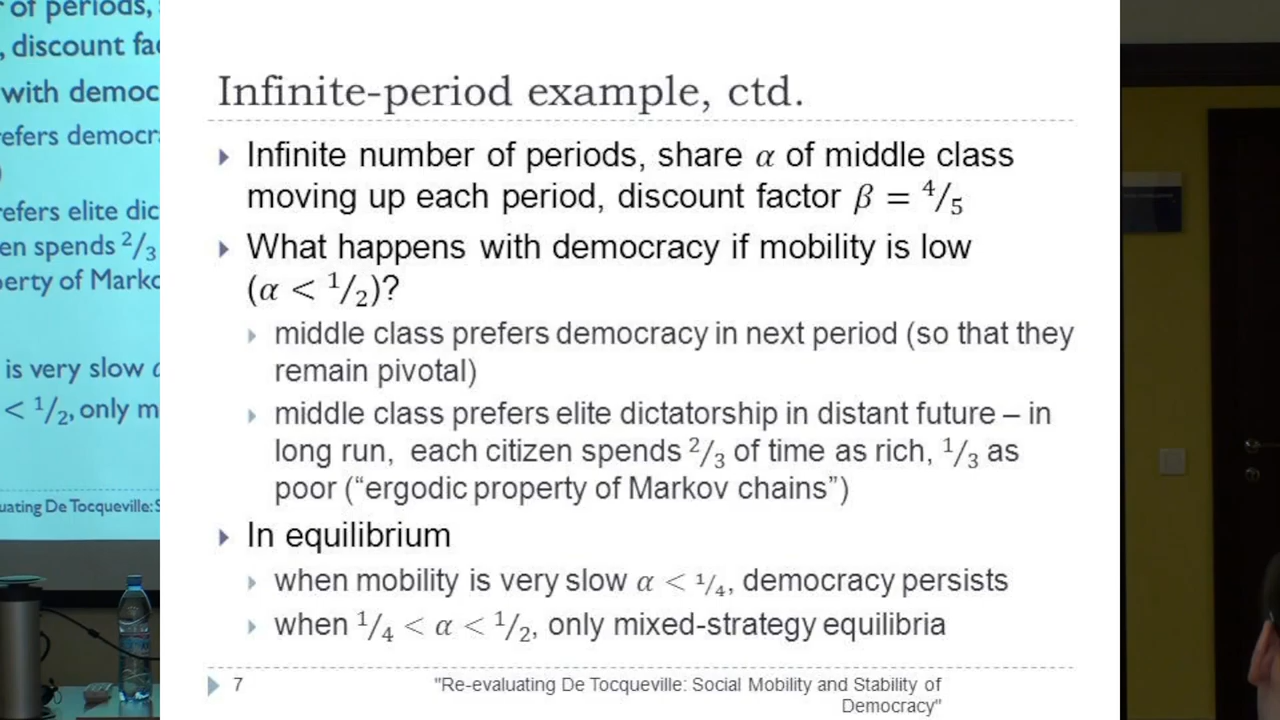 of periods,
, discount fac
with democ
efers democr
)
efers elite dic
en spends ²/₃
erty of Marko
is very slow
< ¹/₂, only m
uating De Tocqueville: S
Infinite-period example, ctd.
Infinite number of periods, share α of middle class
moving up each period, discount factor β = ⁴/₅
What happens with democracy if mobility is low
(α < ¹/₂)?
middle class prefers democracy in next period (so that they
remain pivotal)
middle class prefers elite dictatorship in distant future – in
long run, each citizen spends ²/₃ of time as rich, ¹/₃ as
poor ("ergodic property of Markov chains")
In equilibrium
when mobility is very slow α < ¹/₄, democracy persists
when ¹/₄ < α < ¹/₂, only mixed-strategy equilibria
7
"Re-evaluating De Tocqueville: Social Mobility and Stability of
Democracy"